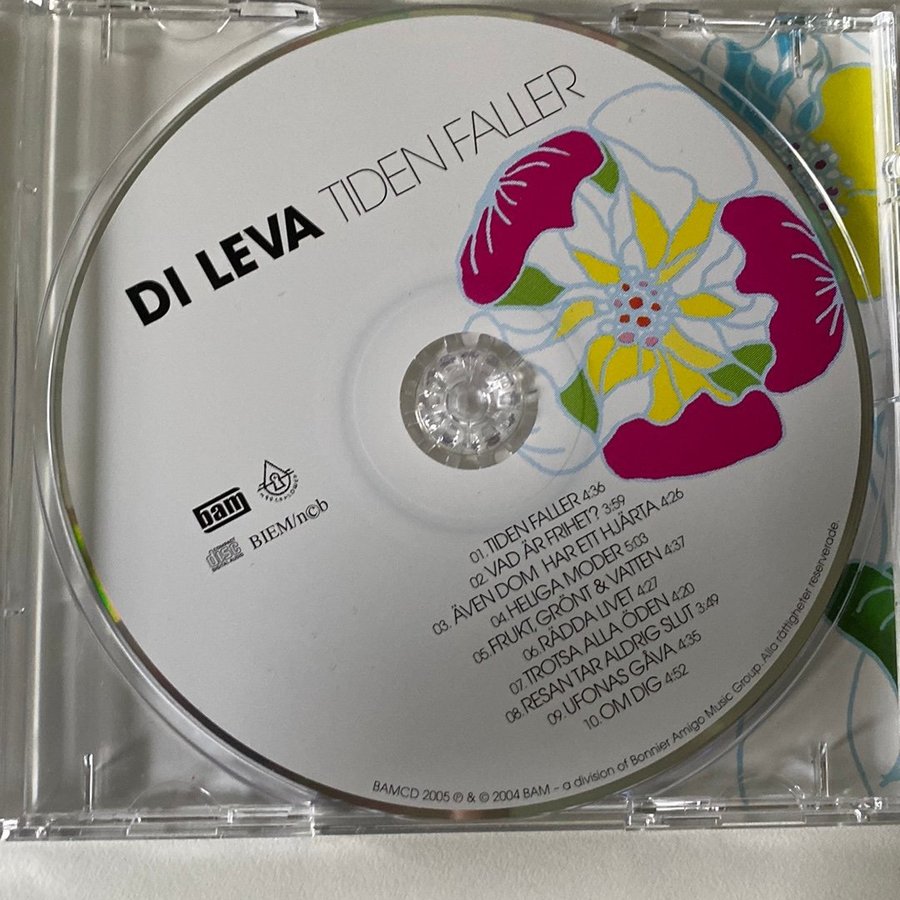 DI LEVA TIDEN FALLER
bam
BIEM/n©b
disc
01. TIDEN FALLER 4:36
02. VAD ÄR FRIHET? 3:59
03. ÄVEN DOM HAR ETT HJÄRTA 4:26
04 HELIGA MODER 5:03
05. FRUKT, GRÖNT & VATTEN 4:37
06. RÄDDA LIVET 4:27
07. TROTSA ALLA ÖDEN 4:20
08. RESAN TAR ALDRIG SLUT 3:49
09. UFONAS GÅVA 4:35
10. OM DIG 4:52
BAMCD 2005 ℗ & © 2004 BAM – a division of Bonnier Amigo Music Group. Alla rättigheter reserverade.